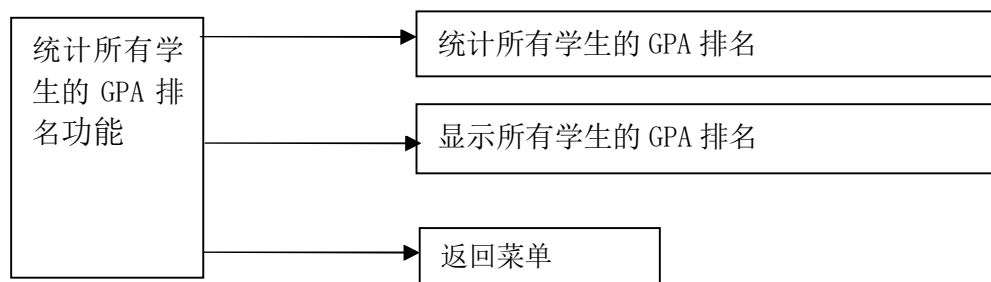 统计所有学
生的 GPA 排
名功能
统计所有学生的 GPA 排名
显示所有学生的 GPA 排名
返回菜单